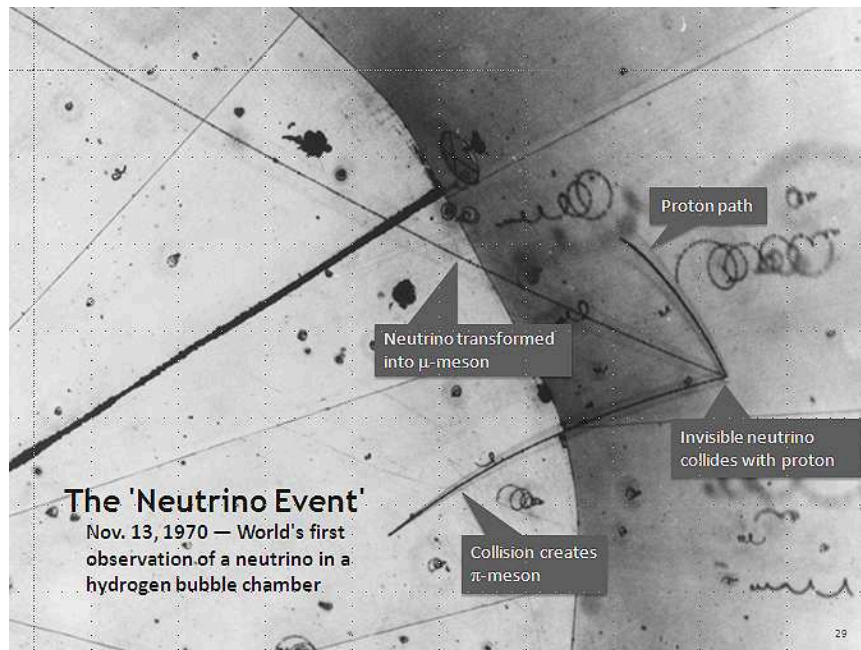 Proton path
Neutrino transformed
into μ-meson
Invisible neutrino
collides with proton
The 'Neutrino Event'
Nov. 13, 1970 — World's first
observation of a neutrino in a
hydrogen bubble chamber
Collision creates
π-meson
29